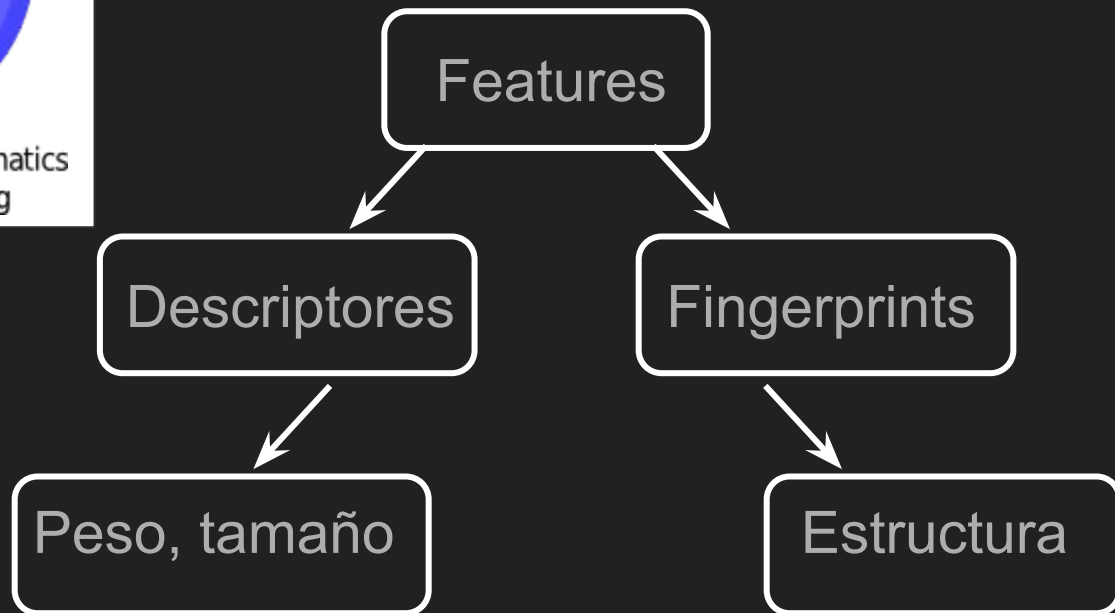 Features
Descriptores
Fingerprints
Peso, tamaño
Estructura